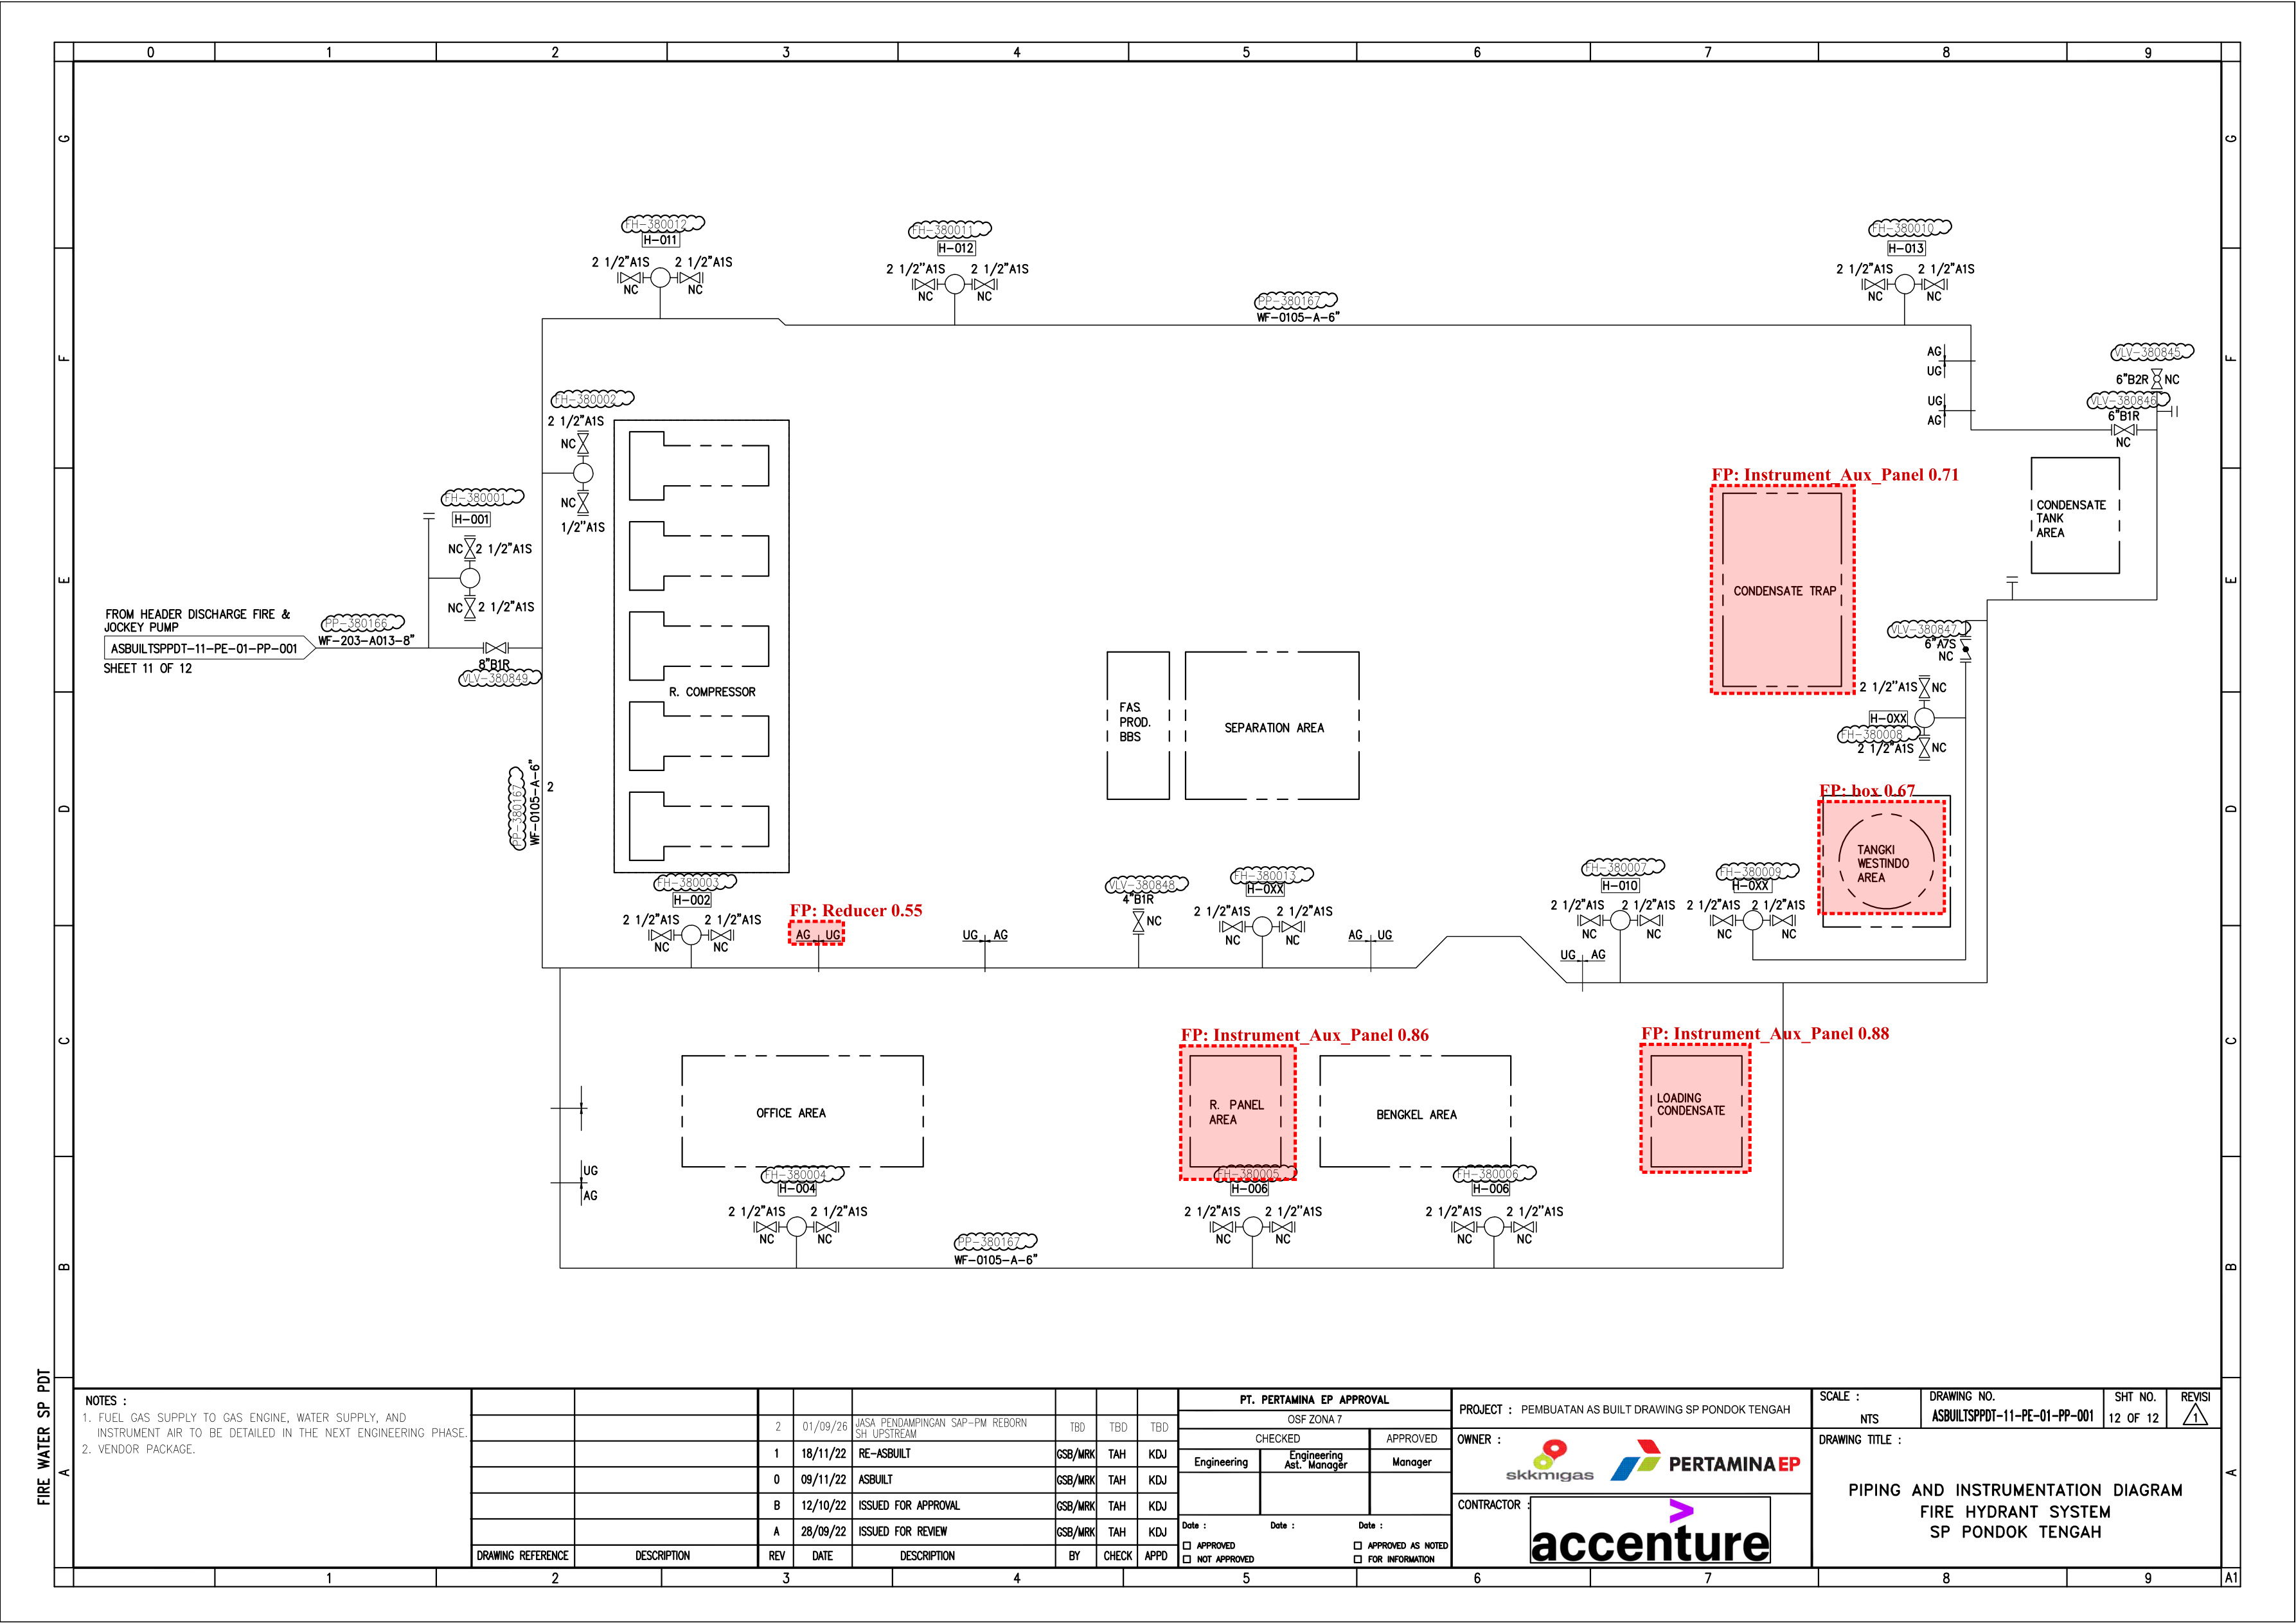 0 1 2 3 4 5 6 7 8 9
G
G
FH-380012
H-011
2 1/2"A1S 2 1/2"A1S
NC NC
FH-380011
H-012
2 1/2"A1S 2 1/2"A1S
NC NC
FH-380010
H-013
2 1/2"A1S 2 1/2"A1S
NC NC
PP-380167
WF-0105-A-6"
F
F
AG
UG
UG
AG
VLV-380845
6"B2R NC
VLV-380846
6"B1R
NC
FH-380002
2 1/2"A1S
NC
NC
1/2"A1S
FP: Instrument_Aux_Panel 0.71
CONDENSATE TRAP
CONDENSATE
TANK
AREA
FH-380001
H-001
NC 2 1/2"A1S
NC 2 1/2"A1S
E
E
FROM HEADER DISCHARGE FIRE &
JOCKEY PUMP
ASBUILTSPPDT-11-PE-01-PP-001
SHEET 11 OF 12
PP-380166
WF-203-A013-8"
8"B1R
VLV-380849
R. COMPRESSOR
FAS.
PROD.
BBS
SEPARATION AREA
VLV-380847
6"A7S
NC
2 1/2"A1S NC
H-0XX
FH-380008
2 1/2"A1S NC
PP-380167
WF-0105-A-6"
2
D
D
FP: box 0.67
TANGKI
WESTINDO
AREA
FH-380003
H-002
2 1/2"A1S 2 1/2"A1S
NC NC
FP: Reducer 0.55
AG UG
UG AG
VLV-380848
4"B1R
NC
FH-380013
H-0XX
2 1/2"A1S 2 1/2"A1S
NC NC
AG UG
FH-380007
H-010
2 1/2"A1S 2 1/2"A1S
NC NC
FH-380009
H-0XX
2 1/2"A1S 2 1/2"A1S
NC NC
UG AG
C
C
OFFICE AREA
FP: Instrument_Aux_Panel 0.86
R. PANEL
AREA
BENGKEL AREA
FP: Instrument_Aux_Panel 0.88
LOADING
CONDENSATE
UG
AG
FH-380004
H-004
2 1/2"A1S 2 1/2"A1S
NC NC
FH-380005
H-006
2 1/2"A1S 2 1/2"A1S
NC NC
FH-380006
H-006
2 1/2"A1S 2 1/2"A1S
NC NC
PP-380167
WF-0105-A-6"
B
B
FIRE WATER SP PDT
A
A
NOTES :
1. FUEL GAS SUPPLY TO GAS ENGINE, WATER SUPPLY, AND
INSTRUMENT AIR TO BE DETAILED IN THE NEXT ENGINEERING PHASE.
2. VENDOR PACKAGE.
DRAWING REFERENCE DESCRIPTION
2 01/09/26 JASA PENDAMPINGAN SAP-PM REBORN
SH UPSTREAM TBD TBD TBD
1 18/11/22 RE-ASBUILT GSB/MRK TAH KDJ
0 09/11/22 ASBUILT GSB/MRK TAH KDJ
B 12/10/22 ISSUED FOR APPROVAL GSB/MRK TAH KDJ
A 28/09/22 ISSUED FOR REVIEW GSB/MRK TAH KDJ
REV DATE DESCRIPTION BY CHECK APPD
PT. PERTAMINA EP APPROVAL
OSF ZONA 7
CHECKED APPROVED
Engineering Engineering
Ast. Manager Manager
Date : Date : Date :
APPROVED APPROVED AS NOTED
NOT APPROVED FOR INFORMATION
PROJECT : PEMBUATAN AS BUILT DRAWING SP PONDOK TENGAH
OWNER :
skkmigas PERTAMINA EP
CONTRACTOR :
accenture
SCALE :
NTS
DRAWING NO.
ASBUILTSPPDT-11-PE-01-PP-001
SHT NO.
12 OF 12
REVISI
1
DRAWING TITLE :
PIPING AND INSTRUMENTATION DIAGRAM
FIRE HYDRANT SYSTEM
SP PONDOK TENGAH
1 2 3 4 5 6 7 8 9 A1